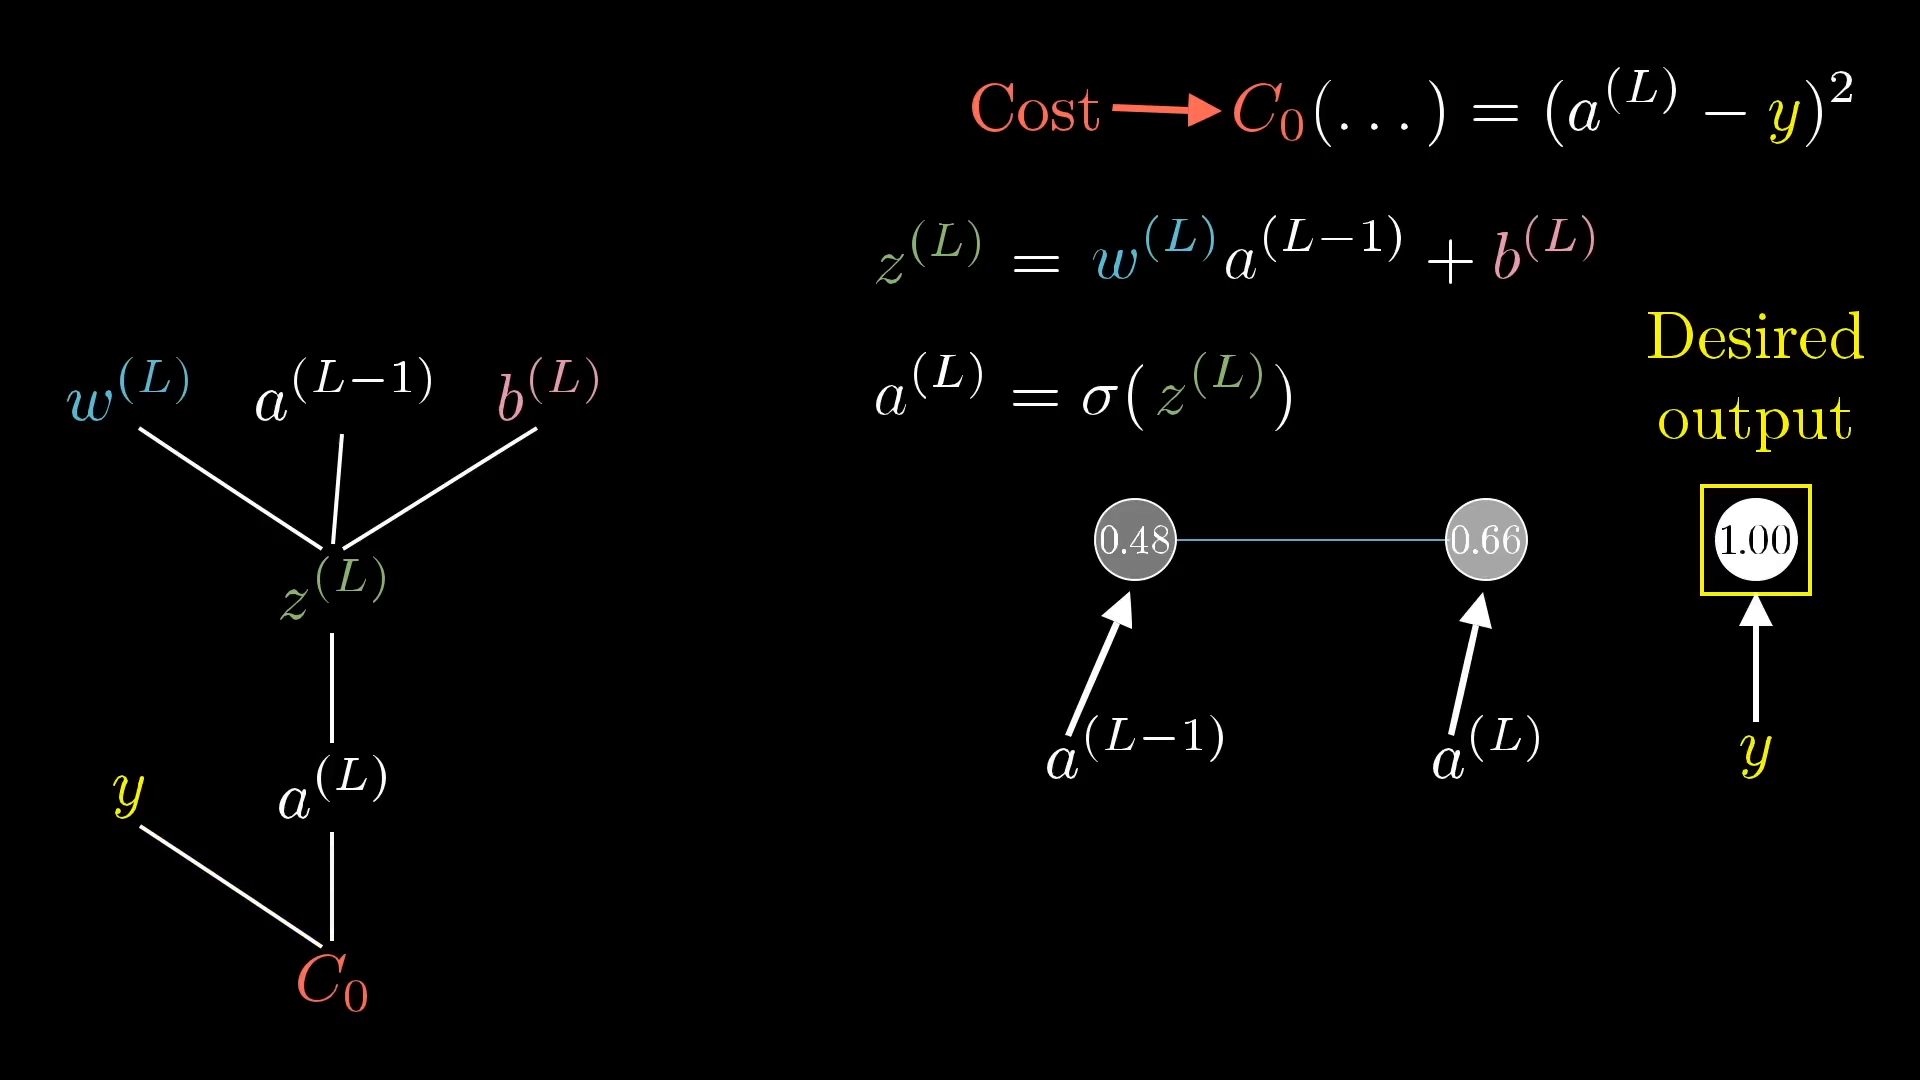 Cost → C₀(...) = (a⁽ᴸ⁾ − y)²
z⁽ᴸ⁾ = w⁽ᴸ⁾a⁽ᴸ⁻¹⁾ + b⁽ᴸ⁾
a⁽ᴸ⁾ = σ(z⁽ᴸ⁾)
Desired
output
0.48 0.66 1.00
a⁽ᴸ⁻¹⁾ a⁽ᴸ⁾ y
w⁽ᴸ⁾ a⁽ᴸ⁻¹⁾ b⁽ᴸ⁾
z⁽ᴸ⁾
y a⁽ᴸ⁾
C₀